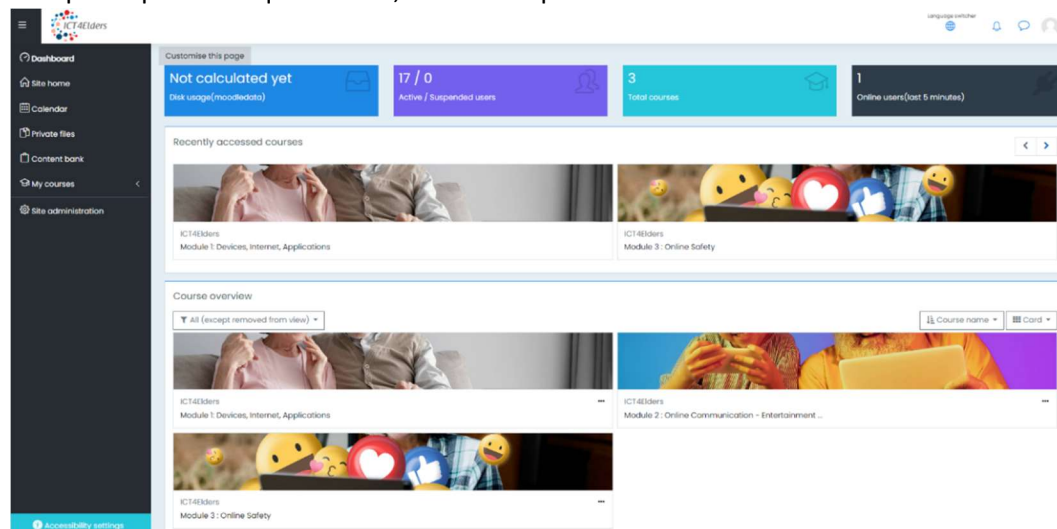 ICT4Elders
Language switcher
Dashboard
Site home
Calendar
Private files
Content bank
My courses
Site administration
Accessibility settings
Customise this page
Not calculated yet
Disk usage(moodledata)
17 / 0
Active / Suspended users
3
Total courses
1
Online users(last 5 minutes)
Recently accessed courses
ICT4Elders
Module 1: Devices, Internet, Applications
ICT4Elders
Module 3 : Online Safety
Course overview
All (except removed from view)
Course name
Card
ICT4Elders
Module 1: Devices, Internet, Applications
ICT4Elders
Module 2 : Online Communication - Entertainment ...
ICT4Elders
Module 3 : Online Safety